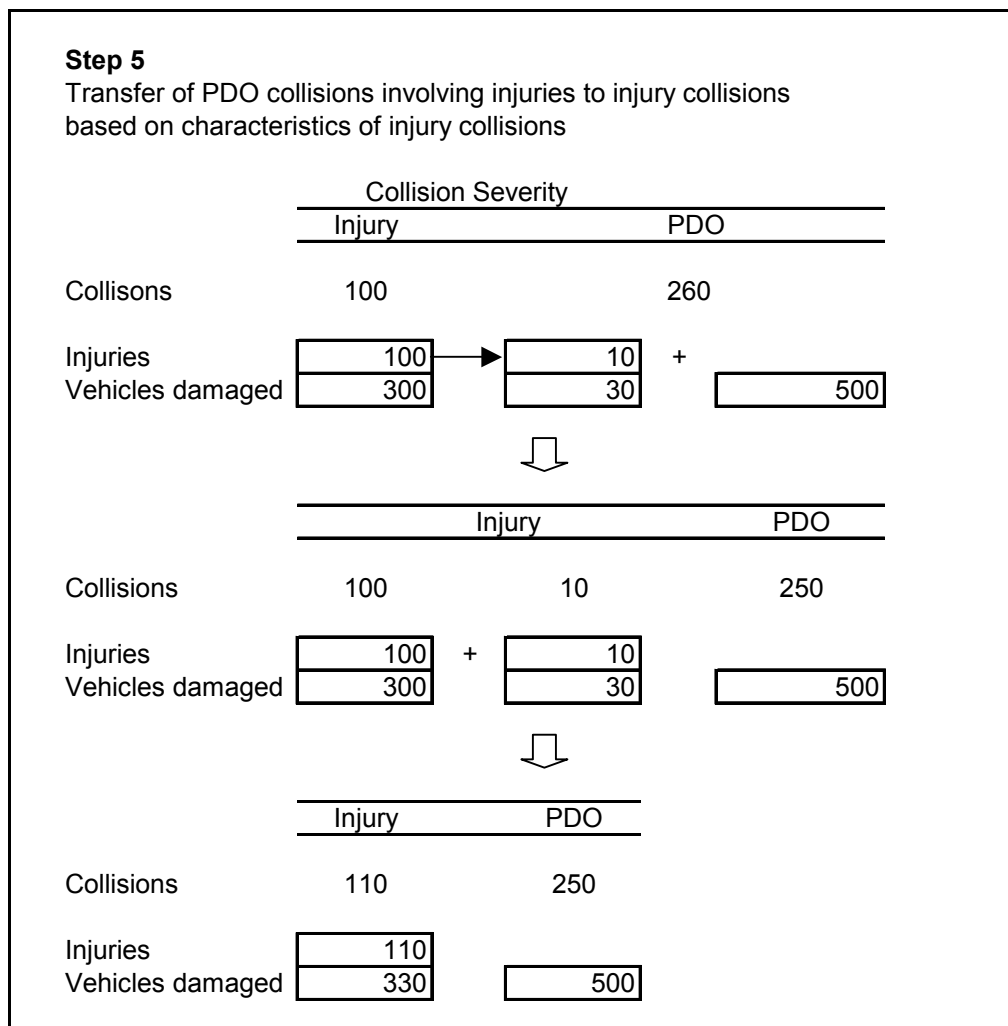 Step 5
Transfer of PDO collisions involving injuries to injury collisions
based on characteristics of injury collisions
Collision Severity
Injury PDO
Collisons 100 260
Injuries 100 10 +
Vehicles damaged 300 30 500
Injury PDO
Collisions 100 10 250
Injuries 100 + 10
Vehicles damaged 300 30 500
Injury PDO
Collisions 110 250
Injuries 110
Vehicles damaged 330 500